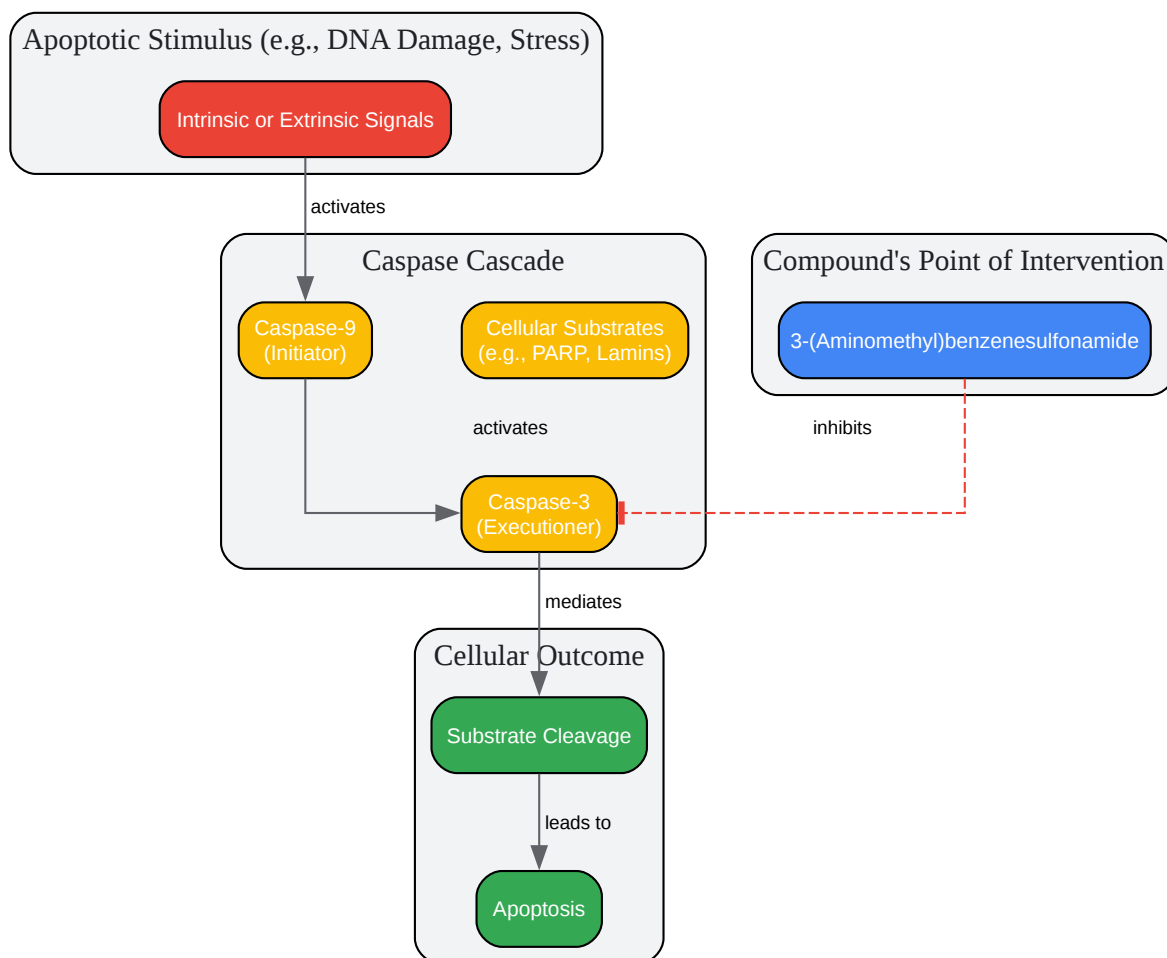 Apoptotic Stimulus (e.g., DNA Damage, Stress)
Intrinsic or Extrinsic Signals
activates
Caspase Cascade
Compound's Point of Intervention
Caspase-9
(Initiator)
Cellular Substrates
(e.g., PARP, Lamins)
3-(Aminomethyl)benzenesulfonamide
activates
inhibits
Caspase-3
(Executioner)
mediates
Cellular Outcome
Substrate Cleavage
leads to
Apoptosis